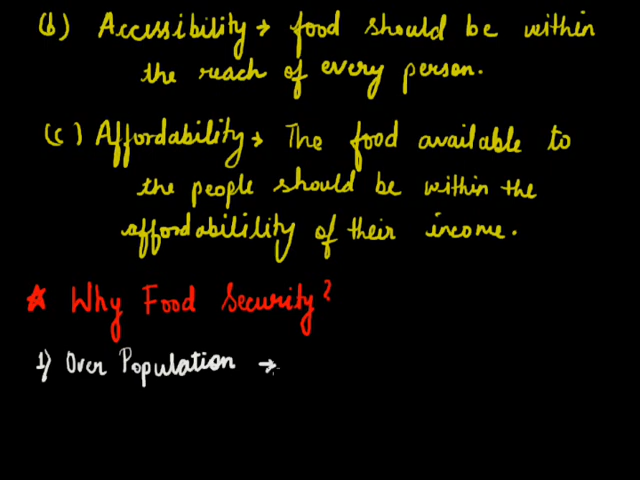 (b) Accessibility → food should be within
the reach of every person.
(c) Affordability → The food available to
the people should be within the
affordabilility of their income.
★ Why Food Security?
1) Over Population →